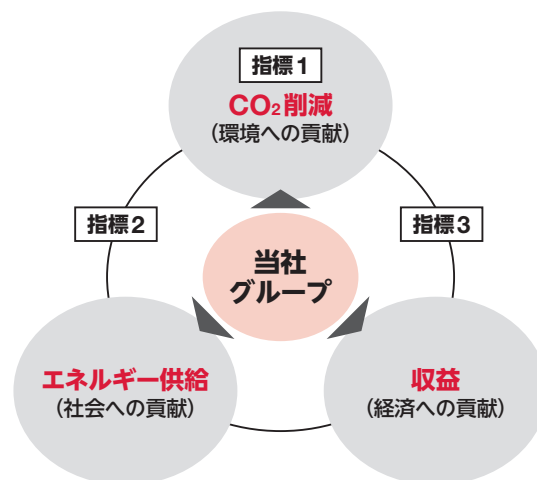 指標1
CO₂削減
(環境への貢献)
指標2
指標3
当社
グループ
エネルギー供給
(社会への貢献)
収益
(経済への貢献)